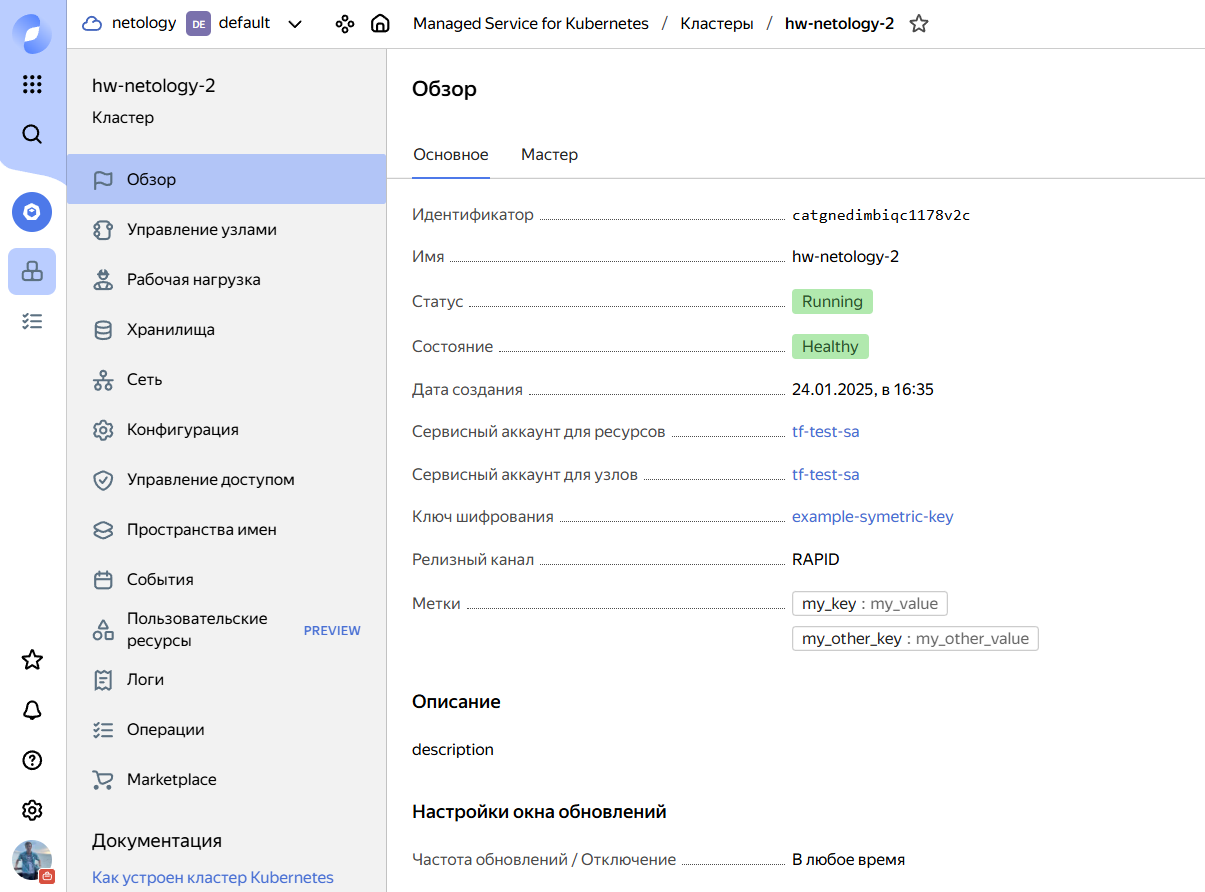 netology DE default
Managed Service for Kubernetes / Кластеры / hw-netology-2
hw-netology-2
Кластер
Обзор
Управление узлами
Рабочая нагрузка
Хранилища
Сеть
Конфигурация
Управление доступом
Пространства имен
События
Пользовательские
ресурсы
PREVIEW
Логи
Операции
Marketplace
Документация
Как устроен кластер Kubernetes
Обзор
Основное Мастер
Идентификатор catgnedimbiqc1178v2c
Имя hw-netology-2
Статус Running
Состояние Healthy
Дата создания 24.01.2025, в 16:35
Сервисный аккаунт для ресурсов tf-test-sa
Сервисный аккаунт для узлов tf-test-sa
Ключ шифрования example-symetric-key
Релизный канал RAPID
Метки my_key : my_value
my_other_key : my_other_value
Описание
description
Настройки окна обновлений
Частота обновлений / Отключение В любое время